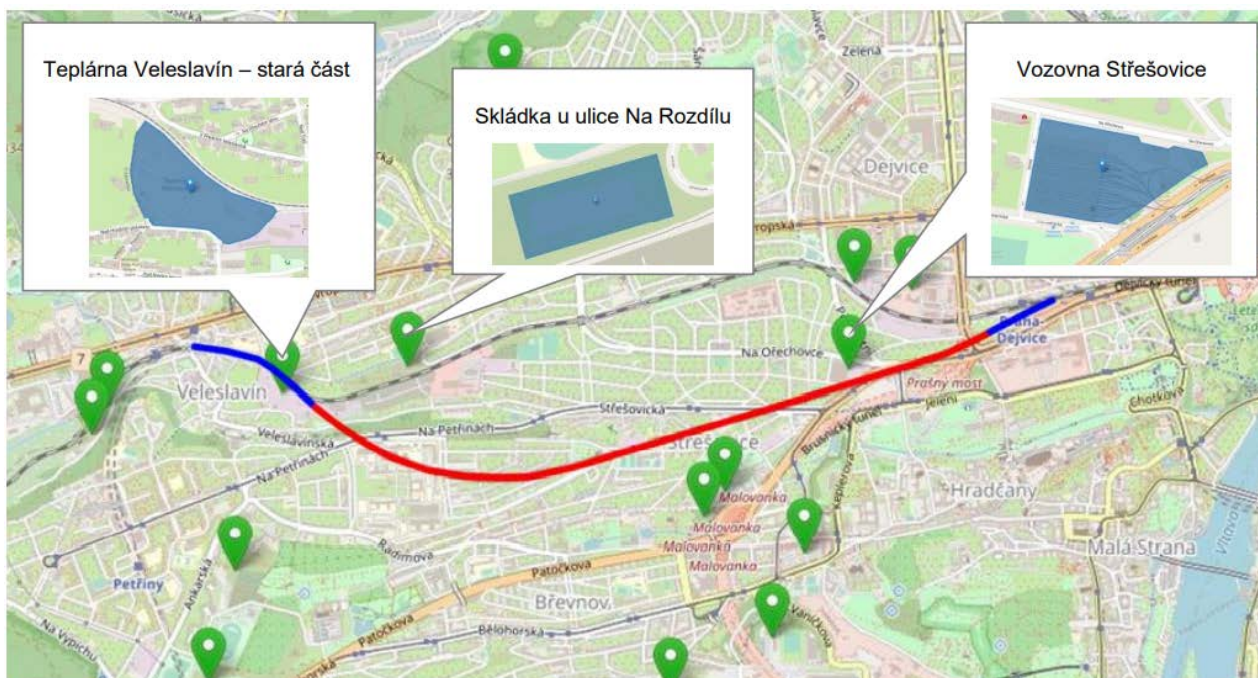 Teplárna Veleslavín – stará část
Skládka u ulice Na Rozdílu
Vozovna Střešovice
Zelená
Dejvice
7
Na Ořechovce
Praha-
Dejvice
Dejvický tunel
Prašný most
Veleslavín
Veleslavínská
Na Petřinách
Střešovická
Střešovice
Jelení
Chotkova
Brusnický tunel
Keplerova
Na Petřinách
Malovanka
Malovanka
Malovanka
Malovanka
Hradčany
Malá Strana
Vltava
Radimova
Patočkova
Petřiny
Ankarská
Břevnov
Patočkova
Bělohorská
Vaníčkova
Na Vypichu